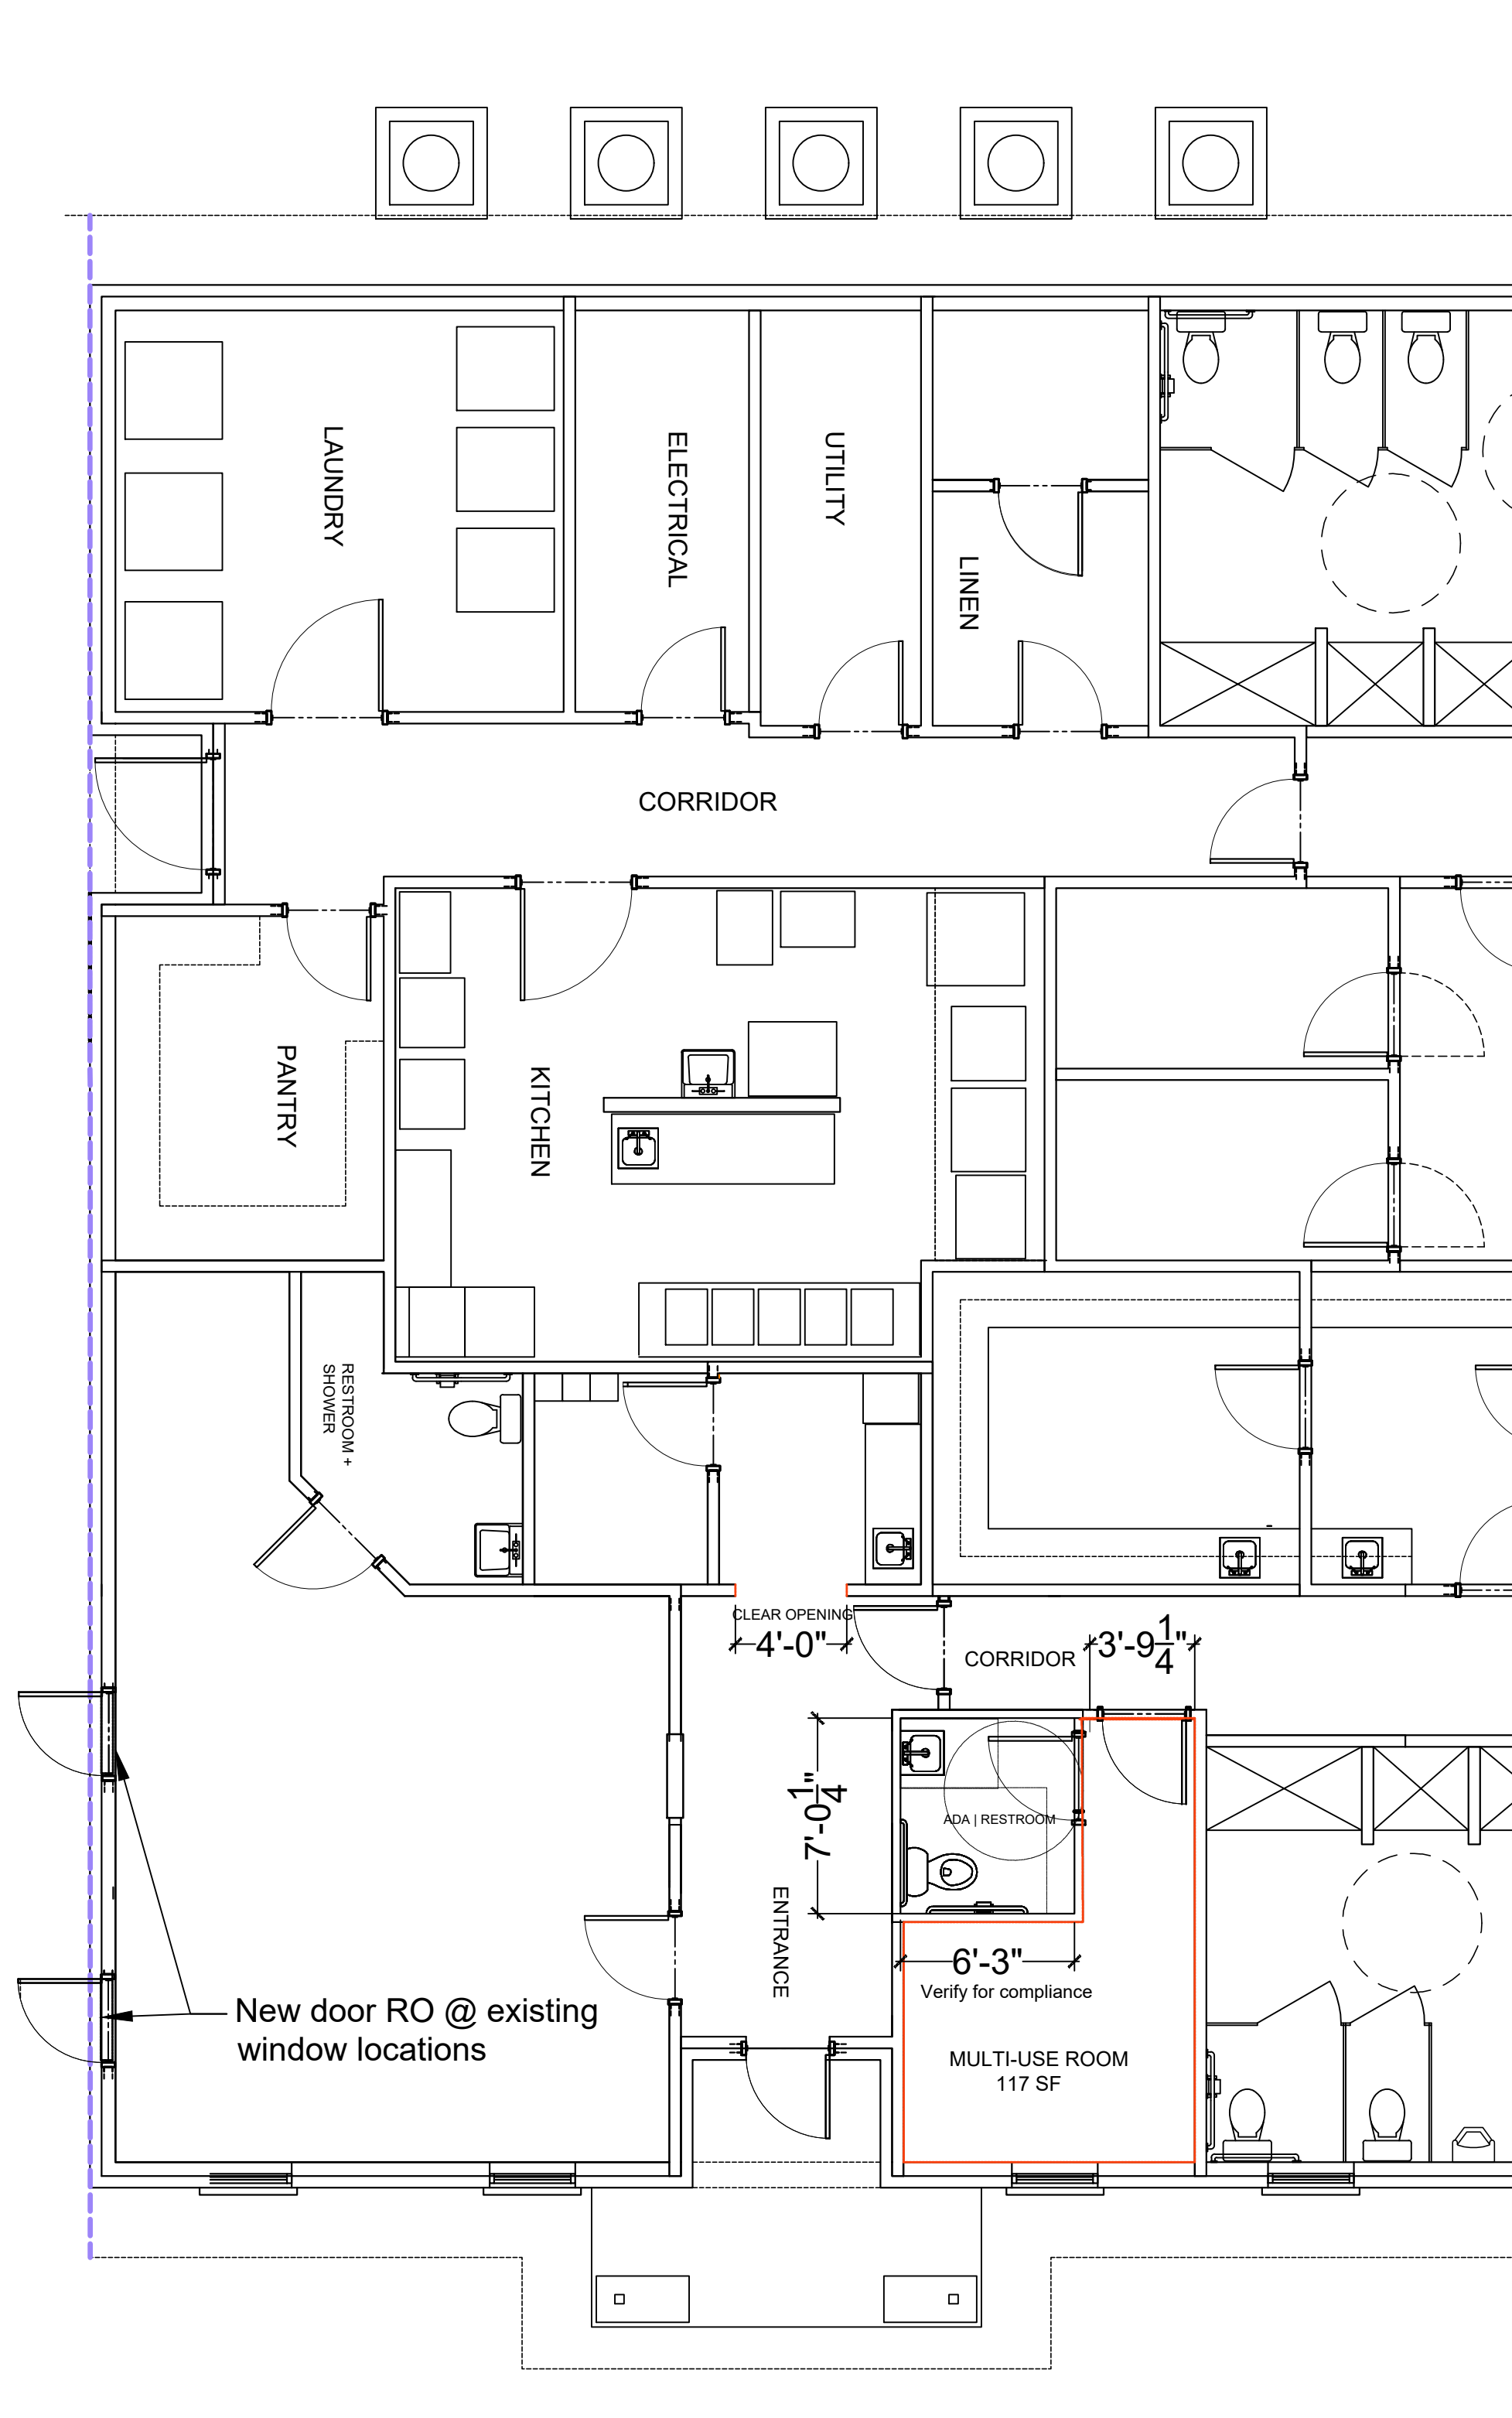 LAUNDRY
ELECTRICAL
UTILITY
LINEN
CORRIDOR
PANTRY
KITCHEN
RESTROOM +
SHOWER
CLEAR OPENING
4'-0"
CORRIDOR
3'-9 1/4"
7'-0 1/4"
ADA | RESTROOM
ENTRANCE
6'-3"
Verify for compliance
New door RO @ existing
window locations
MULTI-USE ROOM
117 SF